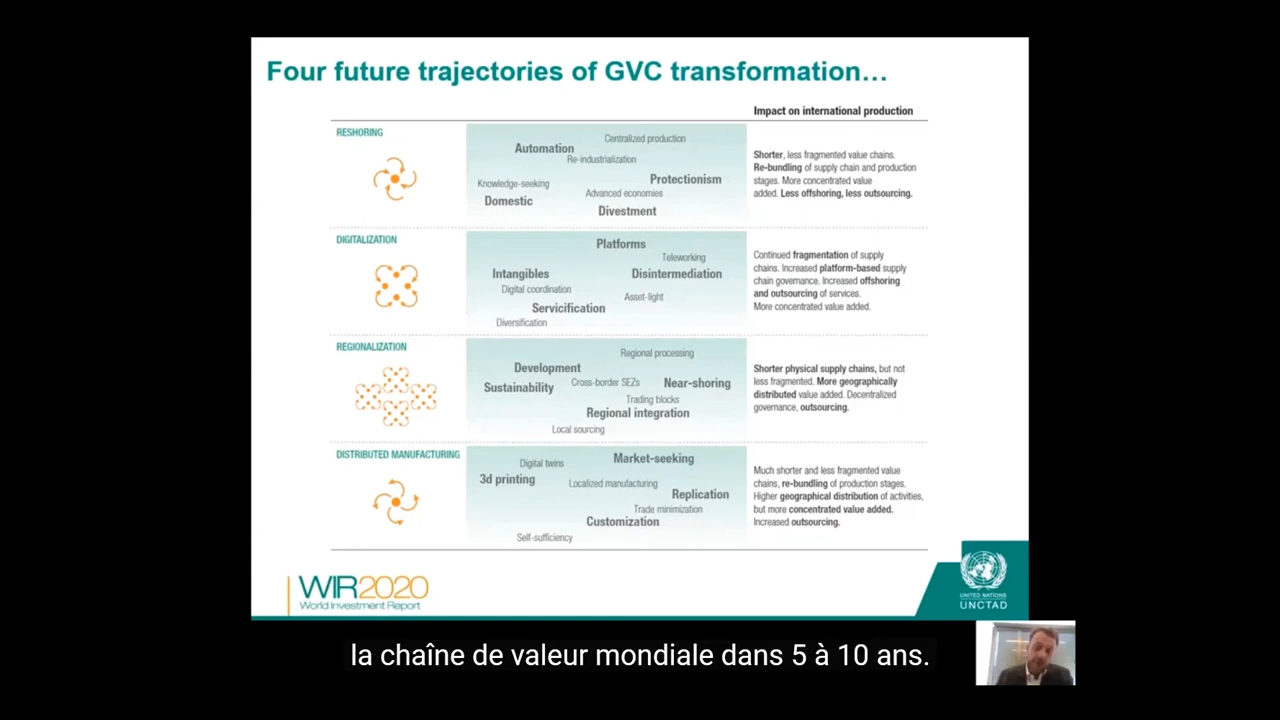 Four future trajectories of GVC transformation…
Impact on international production
RESHORING
Centralized production
Automation
Re-industrialization
Knowledge-seeking
Protectionism
Advanced economies
Domestic
Divestment
Shorter, less fragmented value chains.
Re-bundling of supply chain and production
stages. More concentrated value
added. Less offshoring, less outsourcing.
DIGITALIZATION
Platforms
Teleworking
Intangibles
Disintermediation
Digital coordination
Asset-light
Servicification
Diversification
Continued fragmentation of supply
chains. Increased platform-based supply
chain governance. Increased offshoring
and outsourcing of services.
More concentrated value added.
REGIONALIZATION
Regional processing
Development
Sustainability
Cross-border SEZs
Near-shoring
Trading blocks
Regional integration
Local sourcing
Shorter physical supply chains, but not
less fragmented. More geographically
distributed value added. Decentralized
governance, outsourcing.
DISTRIBUTED MANUFACTURING
Digital twins
Market-seeking
3d printing
Localized manufacturing
Replication
Trade minimization
Customization
Self-sufficiency
Much shorter and less fragmented value
chains, re-bundling of production stages.
Higher geographical distribution of activities,
but more concentrated value added.
Increased outsourcing.
WIR2020
World Investment Report
UNITED NATIONS
UNCTAD
la chaîne de valeur mondiale dans 5 à 10 ans.